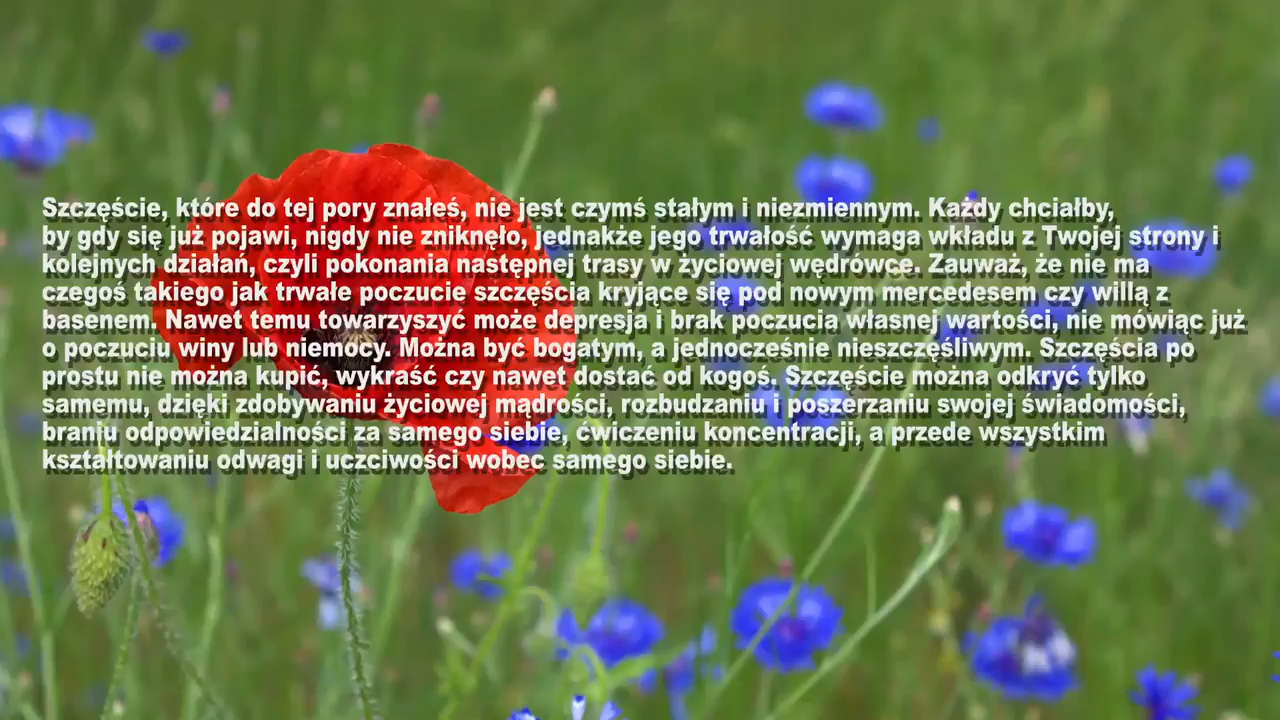 Szczęście, które do tej pory znałeś, nie jest czymś stałym i niezmiennym. Każdy chciałby,
by gdy się już pojawi, nigdy nie zniknęło, jednakże jego trwałość wymaga wkładu z Twojej strony i
kolejnych działań, czyli pokonania następnej trasy w życiowej wędrówce. Zauważ, że nie ma
czegoś takiego jak trwałe poczucie szczęścia kryjące się pod nowym mercedesem czy willą z
basenem. Nawet temu towarzyszyć może depresja i brak poczucia własnej wartości, nie mówiąc już
o poczuciu winy lub niemocy. Można być bogatym, a jednocześnie nieszczęśliwym. Szczęścia po
prostu nie można kupić, wykraść czy nawet dostać od kogoś. Szczęście można odkryć tylko
samemu, dzięki zdobywaniu życiowej mądrości, rozbudzaniu i poszerzaniu swojej świadomości,
braniu odpowiedzialności za samego siebie, ćwiczeniu koncentracji, a przede wszystkim
kształtowaniu odwagi i uczciwości wobec samego siebie.